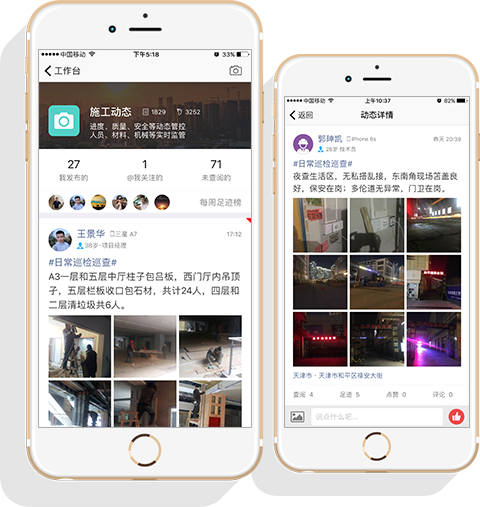 中国移动
下午5:18
33%
工作台
施工动态
1829
3252
进度、质量、安全等动态管控
人员、材料、机械等实时监管
27
1
71
我发布的
@我关注的
未查阅的
每周足迹榜
王景华
三星 A7
17:12
38岁-项目经理
#日常巡检巡查#
A3一层和五层中厅柱子包吕板，西门厅内吊顶
子，五层栏板收口包石材，共计24人，四层和
二层清垃圾共6人。
中国移动
上午10:37
82%
返回
动态详情
郭珅凯
iPhone 6s
昨天 20:39
26岁-技术员
#日常巡检巡查#
夜查生活区，无私搭乱接，东南角现场苫盖良
好，保安在岗；多伦道无异常，门卫在岗。
天津市·天津市和平区禄安大街
查阅 4
足迹 5
点赞 0
评论 0
说点什么吧...